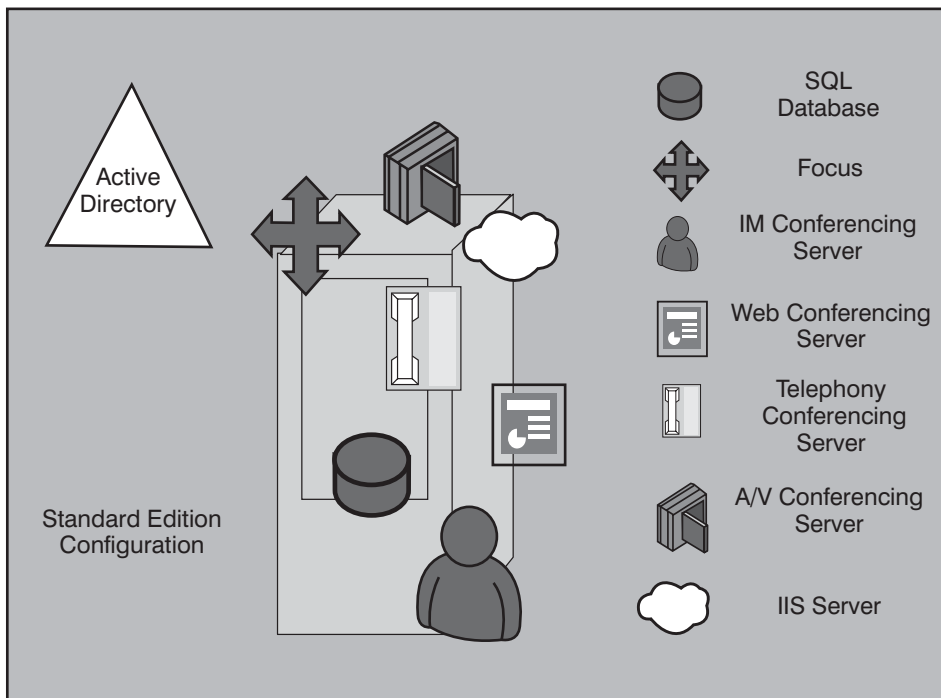 Active
Directory
Standard Edition
Configuration
SQL
Database
Focus
IM Conferencing
Server
Web Conferencing
Server
Telephony
Conferencing
Server
A/V Conferencing
Server
IIS Server